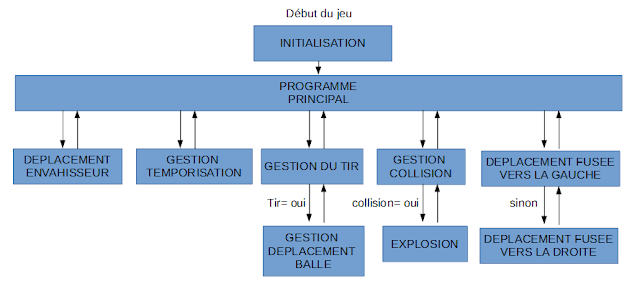 Début du jeu
INITIALISATION
PROGRAMME
PRINCIPAL
DEPLACEMENT
ENVAHISSEUR
GESTION
TEMPORISATION
GESTION DU TIR
GESTION
COLLISION
DEPLACEMENT FUSEE
VERS LA GAUCHE
Tir= oui
collision= oui
sinon
GESTION
DEPLACEMENT
BALLE
EXPLOSION
DEPLACEMENT FUSEE
VERS LA DROITE